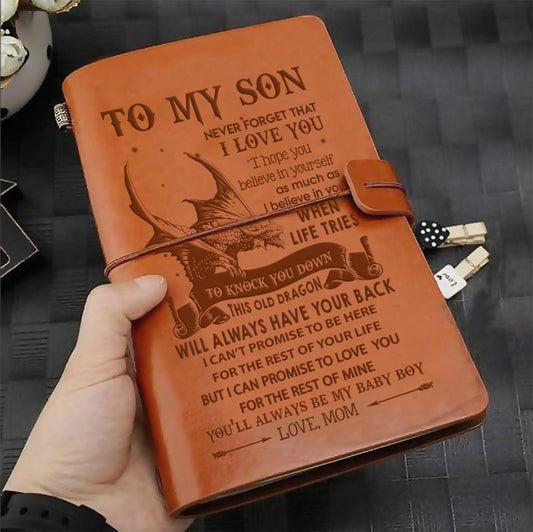 TO MY SON
NEVER FORGET THAT
I LOVE YOU
I hope you
believe in yourself
as much as
I believe in you
WHEN
LIFE TRIES
TO KNOCK YOU DOWN
THIS OLD DRAGON
WILL ALWAYS HAVE YOUR BACK
I CAN'T PROMISE TO BE HERE
FOR THE REST OF YOUR LIFE
BUT I CAN PROMISE TO LOVE YOU
FOR THE REST OF MINE
YOU'LL ALWAYS BE MY BABY BOY
LOVE, MOM